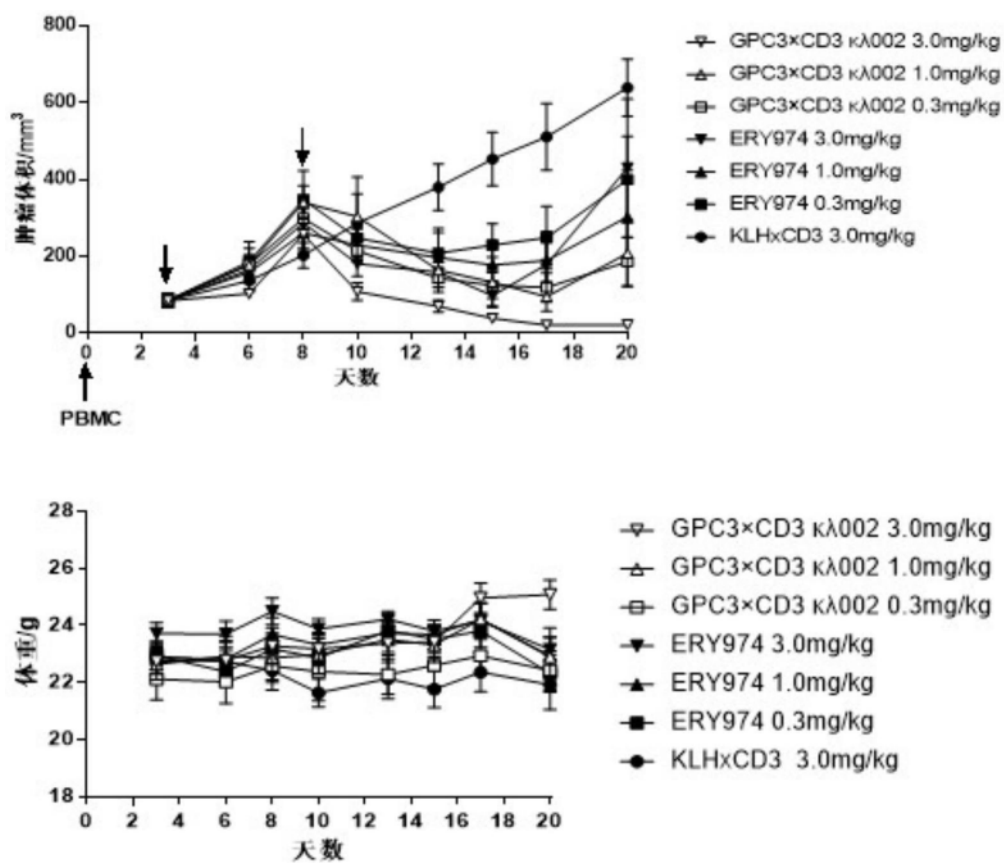 800
600
400
200
0
肿瘤体积/mm³
0 2 4 6 8 10 12 14 16 18 20
天数
PBMC
GPC3×CD3 κλ002 3.0mg/kg
GPC3×CD3 κλ002 1.0mg/kg
GPC3×CD3 κλ002 0.3mg/kg
ERY974 3.0mg/kg
ERY974 1.0mg/kg
ERY974 0.3mg/kg
KLHxCD3 3.0mg/kg
28
26
24
22
20
18
体重/g
0 2 4 6 8 10 12 14 16 18 20
天数
GPC3×CD3 κλ002 3.0mg/kg
GPC3×CD3 κλ002 1.0mg/kg
GPC3×CD3 κλ002 0.3mg/kg
ERY974 3.0mg/kg
ERY974 1.0mg/kg
ERY974 0.3mg/kg
KLHxCD3 3.0mg/kg